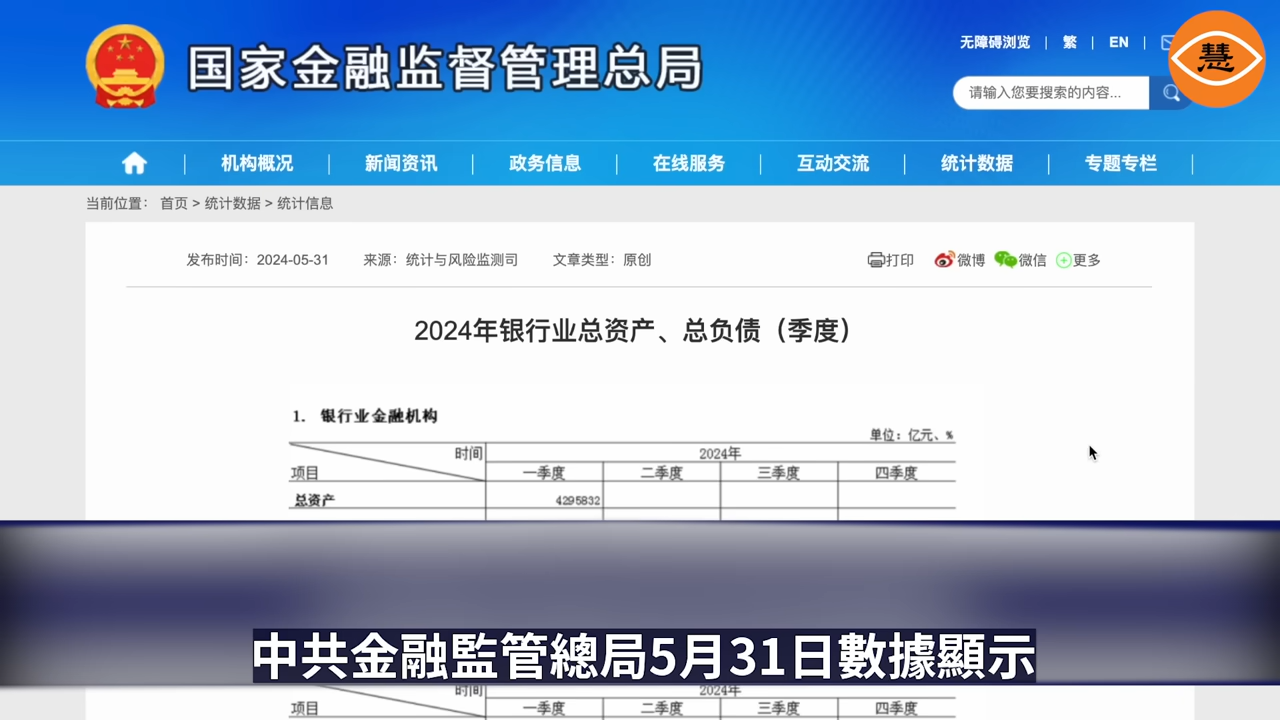 无障碍浏览 | 繁 | EN |
慧
国家金融监督管理总局
请输入您要搜索的内容...
机构概况 | 新闻资讯 | 政务信息 | 在线服务 | 互动交流 | 统计数据 | 专题专栏
当前位置： 首页 > 统计数据 > 统计信息
发布时间：2024-05-31 来源：统计与风险监测司 文章类型：原创 打印 微博 微信 更多
2024年银行业总资产、总负债（季度）
1. 银行业金融机构
单位：亿元、%
时间 2024年
项目 一季度 二季度 三季度 四季度
总资产 4295832
中共金融監管總局5月31日數據顯示
时间 2024年
项目 一季度 二季度 三季度 四季度